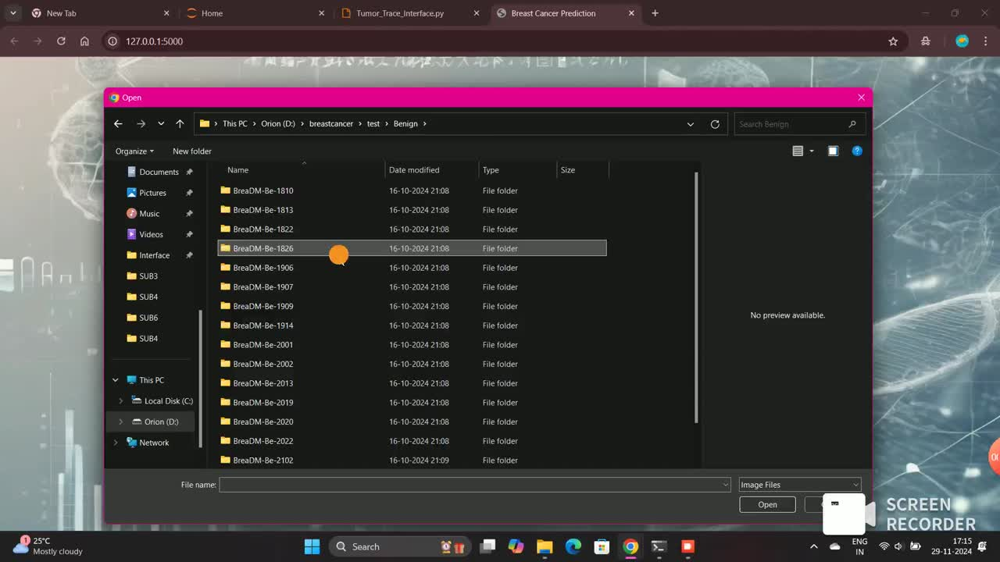 New Tab
Home
Tumor_Trace_Interface.py
Breast Cancer Prediction
127.0.0.1:5000
Open
This PC
Orion (D:)
breastcancer
test
Benign
Search Benign
Organize
New folder
Name
Date modified
Type
Size
Documents
Pictures
Music
Videos
Interface
SUB3
SUB4
SUB6
SUB4
This PC
Local Disk (C:)
Orion (D:)
Network
BreaDM-Be-1810 16-10-2024 21:08 File folder
BreaDM-Be-1813 16-10-2024 21:08 File folder
BreaDM-Be-1822 16-10-2024 21:08 File folder
BreaDM-Be-1826 16-10-2024 21:08 File folder
BreaDM-Be-1906 16-10-2024 21:08 File folder
BreaDM-Be-1907 16-10-2024 21:08 File folder
BreaDM-Be-1909 16-10-2024 21:08 File folder
BreaDM-Be-1914 16-10-2024 21:08 File folder
BreaDM-Be-2001 16-10-2024 21:08 File folder
BreaDM-Be-2002 16-10-2024 21:08 File folder
BreaDM-Be-2013 16-10-2024 21:08 File folder
BreaDM-Be-2019 16-10-2024 21:08 File folder
BreaDM-Be-2020 16-10-2024 21:08 File folder
BreaDM-Be-2022 16-10-2024 21:08 File folder
BreaDM-Be-2102 16-10-2024 21:09 File folder
No preview available.
File name:
Image Files
Open
SCREEN
RECORDER
1
25°C
Mostly cloudy
Search
ENG
IN
17:15
29-11-2024